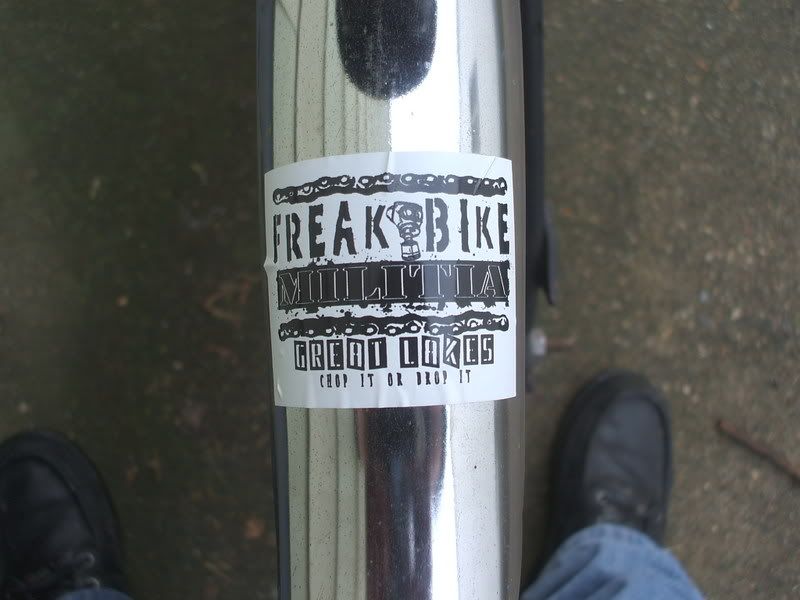 FREAK BIKE
MILITIA
GREAT LAKES
CHOP IT OR DROP IT